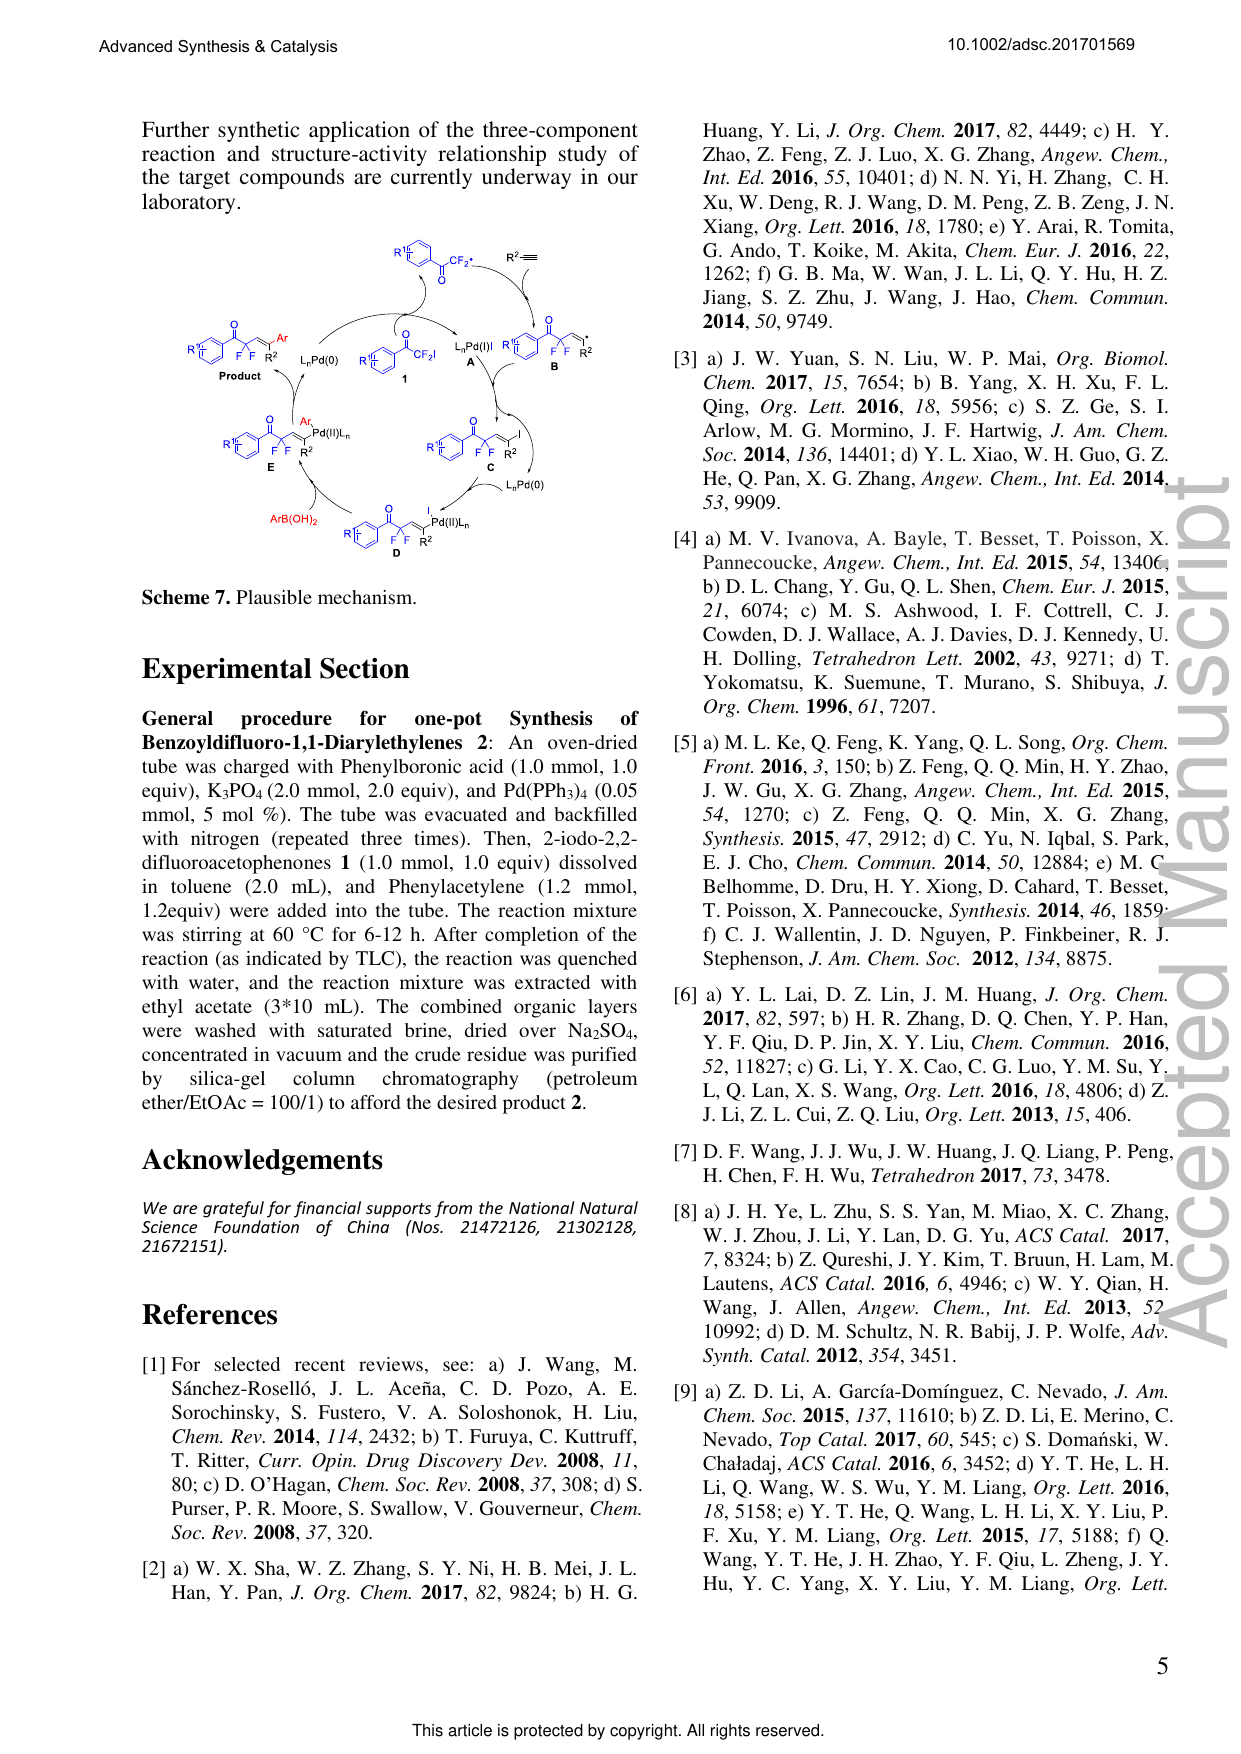 Advanced Synthesis & Catalysis
10.1002/adsc.201701569
Further synthetic application of the three-component
reaction and structure-activity relationship study of
the target compounds are currently underway in our
laboratory.
R¹ O CF₂•
R²
Product O F F R² Ar R¹
LₙPd(0)
R¹ O CF₂I 1
LₙPd(I)I A
R¹ O F F R² • B
R¹ O F F R² Ar Pd(II)Lₙ E
R¹ O F F R² I C
LₙPd(0)
ArB(OH)₂
R¹ O F F R² I Pd(II)Lₙ D
Scheme 7. Plausible mechanism.
Experimental Section
General procedure for one-pot Synthesis of
Benzoyldifluoro-1,1-Diarylethylenes 2: An oven-dried
tube was charged with Phenylboronic acid (1.0 mmol, 1.0
equiv), K₃PO₄ (2.0 mmol, 2.0 equiv), and Pd(PPh₃)₄ (0.05
mmol, 5 mol %). The tube was evacuated and backfilled
with nitrogen (repeated three times). Then, 2-iodo-2,2-
difluoroacetophenones 1 (1.0 mmol, 1.0 equiv) dissolved
in toluene (2.0 mL), and Phenylacetylene (1.2 mmol,
1.2equiv) were added into the tube. The reaction mixture
was stirring at 60 °C for 6-12 h. After completion of the
reaction (as indicated by TLC), the reaction was quenched
with water, and the reaction mixture was extracted with
ethyl acetate (3*10 mL). The combined organic layers
were washed with saturated brine, dried over Na₂SO₄,
concentrated in vacuum and the crude residue was purified
by silica-gel column chromatography (petroleum
ether/EtOAc = 100/1) to afford the desired product 2.
Acknowledgements
We are grateful for financial supports from the National Natural
Science Foundation of China (Nos. 21472126, 21302128,
21672151).
References
[1] For selected recent reviews, see: a) J. Wang, M.
Sánchez-Roselló, J. L. Aceña, C. D. Pozo, A. E.
Sorochinsky, S. Fustero, V. A. Soloshonok, H. Liu,
Chem. Rev. 2014, 114, 2432; b) T. Furuya, C. Kuttruff,
T. Ritter, Curr. Opin. Drug Discovery Dev. 2008, 11,
80; c) D. O’Hagan, Chem. Soc. Rev. 2008, 37, 308; d) S.
Purser, P. R. Moore, S. Swallow, V. Gouverneur, Chem.
Soc. Rev. 2008, 37, 320.
[2] a) W. X. Sha, W. Z. Zhang, S. Y. Ni, H. B. Mei, J. L.
Han, Y. Pan, J. Org. Chem. 2017, 82, 9824; b) H. G.
Huang, Y. Li, J. Org. Chem. 2017, 82, 4449; c) H. Y.
Zhao, Z. Feng, Z. J. Luo, X. G. Zhang, Angew. Chem.,
Int. Ed. 2016, 55, 10401; d) N. N. Yi, H. Zhang, C. H.
Xu, W. Deng, R. J. Wang, D. M. Peng, Z. B. Zeng, J. N.
Xiang, Org. Lett. 2016, 18, 1780; e) Y. Arai, R. Tomita,
G. Ando, T. Koike, M. Akita, Chem. Eur. J. 2016, 22,
1262; f) G. B. Ma, W. Wan, J. L. Li, Q. Y. Hu, H. Z.
Jiang, S. Z. Zhu, J. Wang, J. Hao, Chem. Commun.
2014, 50, 9749.
[3] a) J. W. Yuan, S. N. Liu, W. P. Mai, Org. Biomol.
Chem. 2017, 15, 7654; b) B. Yang, X. H. Xu, F. L.
Qing, Org. Lett. 2016, 18, 5956; c) S. Z. Ge, S. I.
Arlow, M. G. Mormino, J. F. Hartwig, J. Am. Chem.
Soc. 2014, 136, 14401; d) Y. L. Xiao, W. H. Guo, G. Z.
He, Q. Pan, X. G. Zhang, Angew. Chem., Int. Ed. 2014,
53, 9909.
[4] a) M. V. Ivanova, A. Bayle, T. Besset, T. Poisson, X.
Pannecoucke, Angew. Chem., Int. Ed. 2015, 54, 13406;
b) D. L. Chang, Y. Gu, Q. L. Shen, Chem. Eur. J. 2015,
21, 6074; c) M. S. Ashwood, I. F. Cottrell, C. J.
Cowden, D. J. Wallace, A. J. Davies, D. J. Kennedy, U.
H. Dolling, Tetrahedron Lett. 2002, 43, 9271; d) T.
Yokomatsu, K. Suemune, T. Murano, S. Shibuya, J.
Org. Chem. 1996, 61, 7207.
[5] a) M. L. Ke, Q. Feng, K. Yang, Q. L. Song, Org. Chem.
Front. 2016, 3, 150; b) Z. Feng, Q. Q. Min, H. Y. Zhao,
J. W. Gu, X. G. Zhang, Angew. Chem., Int. Ed. 2015,
54, 1270; c) Z. Feng, Q. Q. Min, X. G. Zhang,
Synthesis. 2015, 47, 2912; d) C. Yu, N. Iqbal, S. Park,
E. J. Cho, Chem. Commun. 2014, 50, 12884; e) M. C.
Belhomme, D. Dru, H. Y. Xiong, D. Cahard, T. Besset,
T. Poisson, X. Pannecoucke, Synthesis. 2014, 46, 1859;
f) C. J. Wallentin, J. D. Nguyen, P. Finkbeiner, R. J.
Stephenson, J. Am. Chem. Soc. 2012, 134, 8875.
[6] a) Y. L. Lai, D. Z. Lin, J. M. Huang, J. Org. Chem.
2017, 82, 597; b) H. R. Zhang, D. Q. Chen, Y. P. Han,
Y. F. Qiu, D. P. Jin, X. Y. Liu, Chem. Commun. 2016,
52, 11827; c) G. Li, Y. X. Cao, C. G. Luo, Y. M. Su, Y.
L, Q. Lan, X. S. Wang, Org. Lett. 2016, 18, 4806; d) Z.
J. Li, Z. L. Cui, Z. Q. Liu, Org. Lett. 2013, 15, 406.
[7] D. F. Wang, J. J. Wu, J. W. Huang, J. Q. Liang, P. Peng,
H. Chen, F. H. Wu, Tetrahedron 2017, 73, 3478.
[8] a) J. H. Ye, L. Zhu, S. S. Yan, M. Miao, X. C. Zhang,
W. J. Zhou, J. Li, Y. Lan, D. G. Yu, ACS Catal. 2017,
7, 8324; b) Z. Qureshi, J. Y. Kim, T. Bruun, H. Lam, M.
Lautens, ACS Catal. 2016, 6, 4946; c) W. Y. Qian, H.
Wang, J. Allen, Angew. Chem., Int. Ed. 2013, 52,
10992; d) D. M. Schultz, N. R. Babij, J. P. Wolfe, Adv.
Synth. Catal. 2012, 354, 3451.
[9] a) Z. D. Li, A. García-Domínguez, C. Nevado, J. Am.
Chem. Soc. 2015, 137, 11610; b) Z. D. Li, E. Merino, C.
Nevado, Top Catal. 2017, 60, 545; c) S. Domański, W.
Chaładaj, ACS Catal. 2016, 6, 3452; d) Y. T. He, L. H.
Li, Q. Wang, W. S. Wu, Y. M. Liang, Org. Lett. 2016,
18, 5158; e) Y. T. He, Q. Wang, L. H. Li, X. Y. Liu, P.
F. Xu, Y. M. Liang, Org. Lett. 2015, 17, 5188; f) Q.
Wang, Y. T. He, J. H. Zhao, Y. F. Qiu, L. Zheng, J. Y.
Hu, Y. C. Yang, X. Y. Liu, Y. M. Liang, Org. Lett.
Accepted Manuscript
5
This article is protected by copyright. All rights reserved.